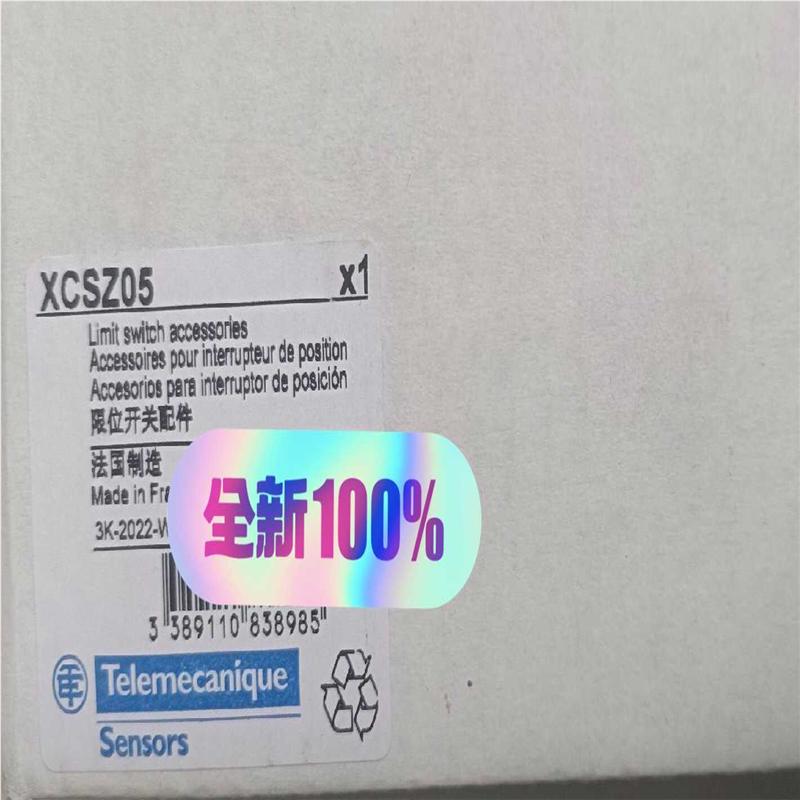 XCSZ05 x1
Limit switch accessories
Accessoires pour interrupteur de position
Accesorios para interruptor de posición
限位开关配件
法国制造
Made in
全新100%
3K-2022-W
3 389110 838985
Telemecanique
Sensors